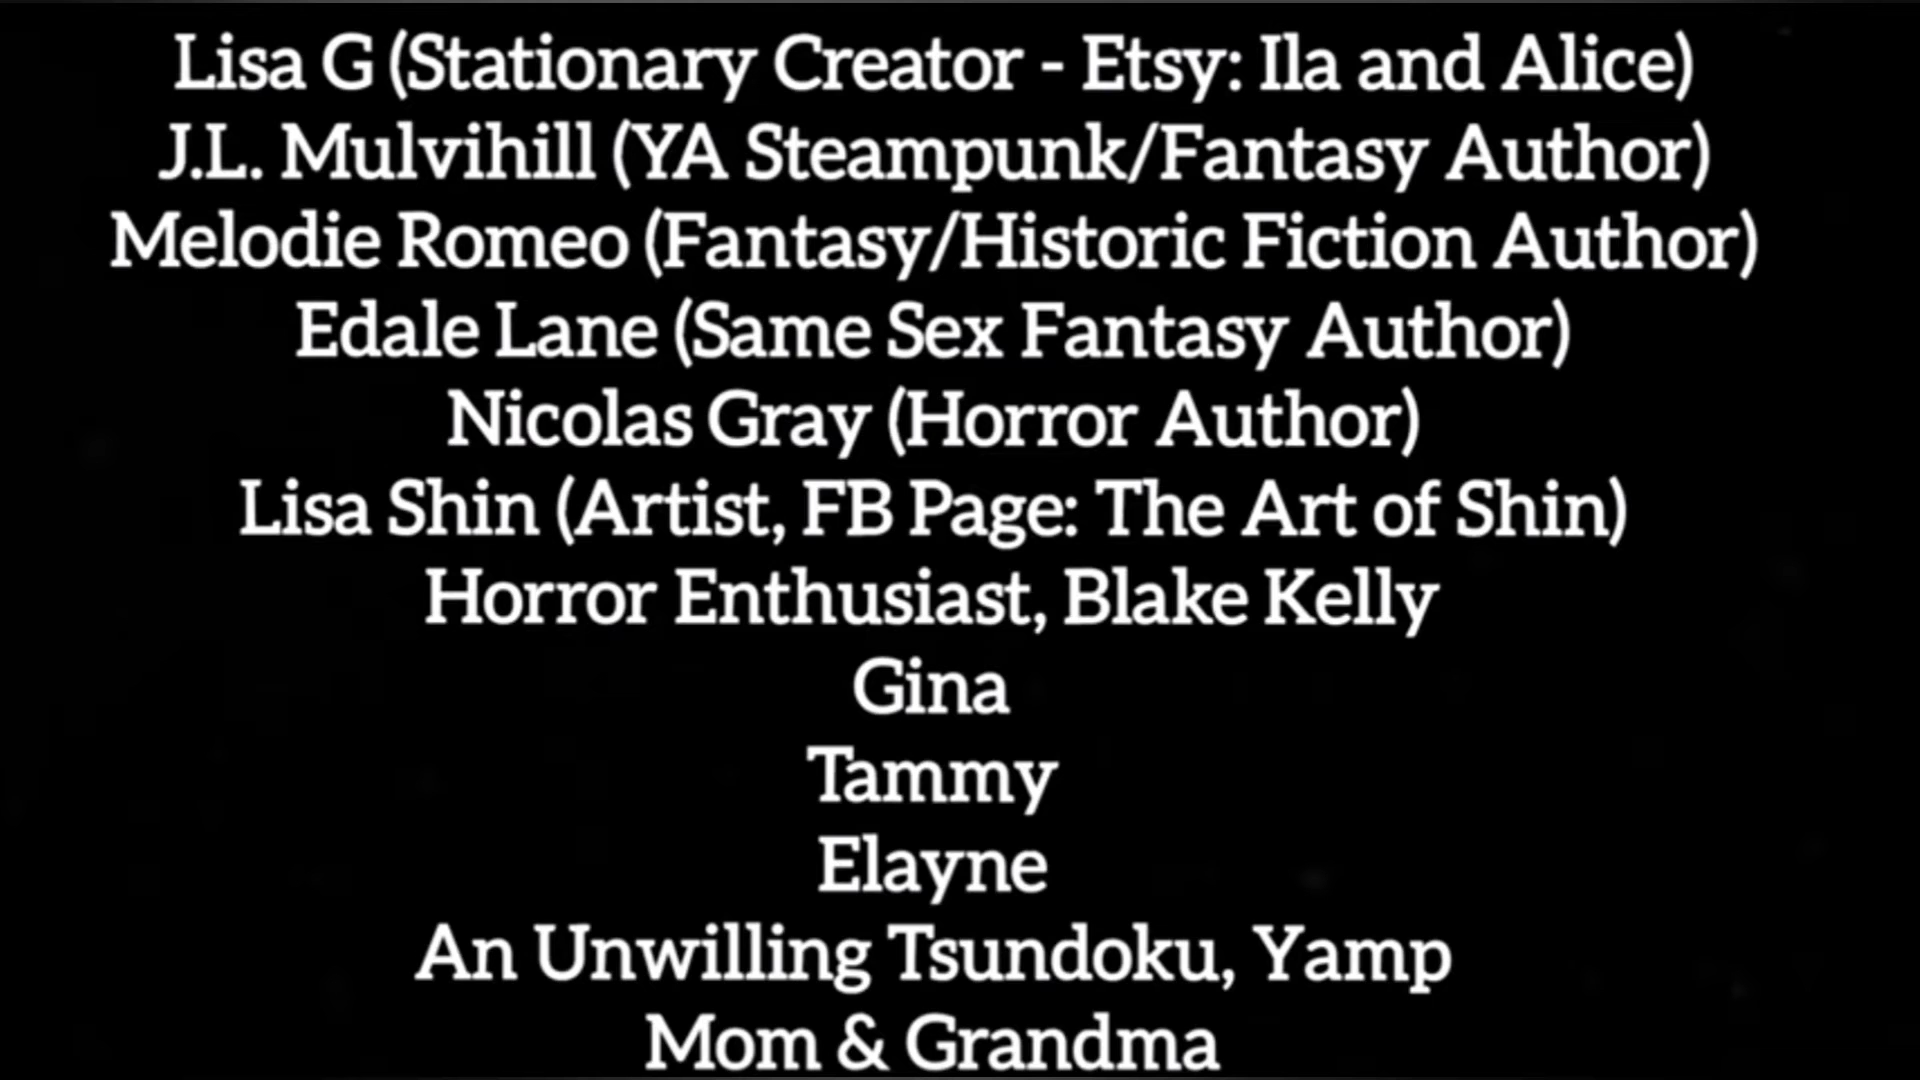 Lisa G (Stationary Creator - Etsy: Ila and Alice)
J.L. Mulvihill (YA Steampunk/Fantasy Author)
Melodie Romeo (Fantasy/Historic Fiction Author)
Edale Lane (Same Sex Fantasy Author)
Nicolas Gray (Horror Author)
Lisa Shin (Artist, FB Page: The Art of Shin)
Horror Enthusiast, Blake Kelly
Gina
Tammy
Elayne
An Unwilling Tsundoku, Yamp
Mom & Grandma